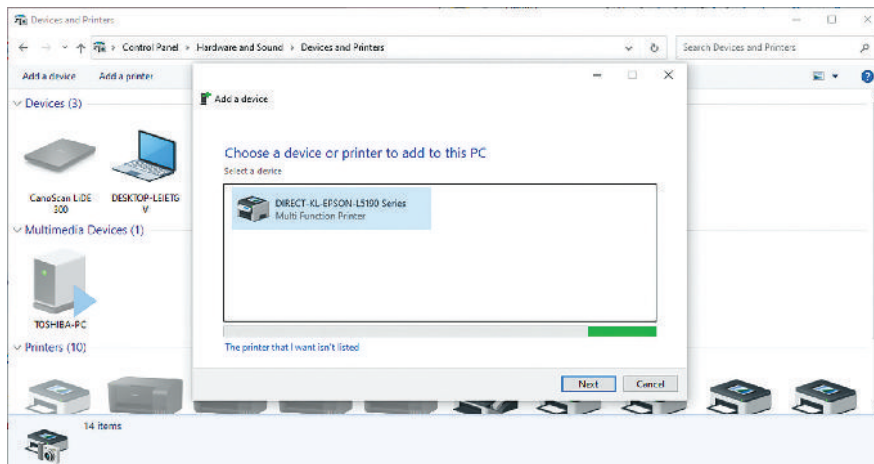 Devices and Printers
Control Panel > Hardware and Sound > Devices and Printers
Search Devices and Printers
Add a device Add a printer
Devices (3)
CanoScan LiDE 300
DESKTOP-LEIETG V
Multimedia Devices (1)
TOSHIBA-PC
Printers (10)
14 items
Add a device
Choose a device or printer to add to this PC
Select a device
DIRECT-KL-EPSON-L5190 Series
Multi Function Printer
The printer that I want isn't listed
Next Cancel